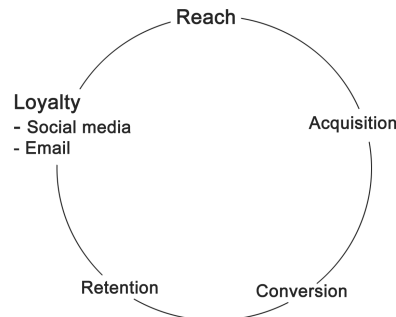 Reach
Acquisition
Conversion
Retention
Loyalty
- Social media
- Email